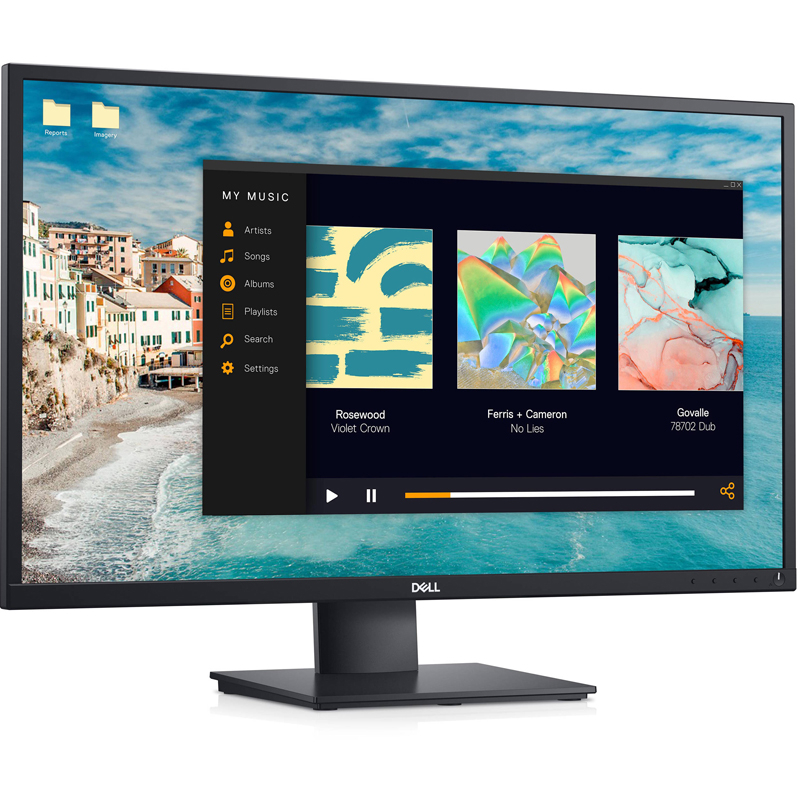 Reports
Imagery
MY MUSIC
Artists
Songs
Albums
Playlists
Search
Settings
Rosewood
Violet Crown
Ferris + Cameron
No Lies
Govalle
78702 Dub
DELL